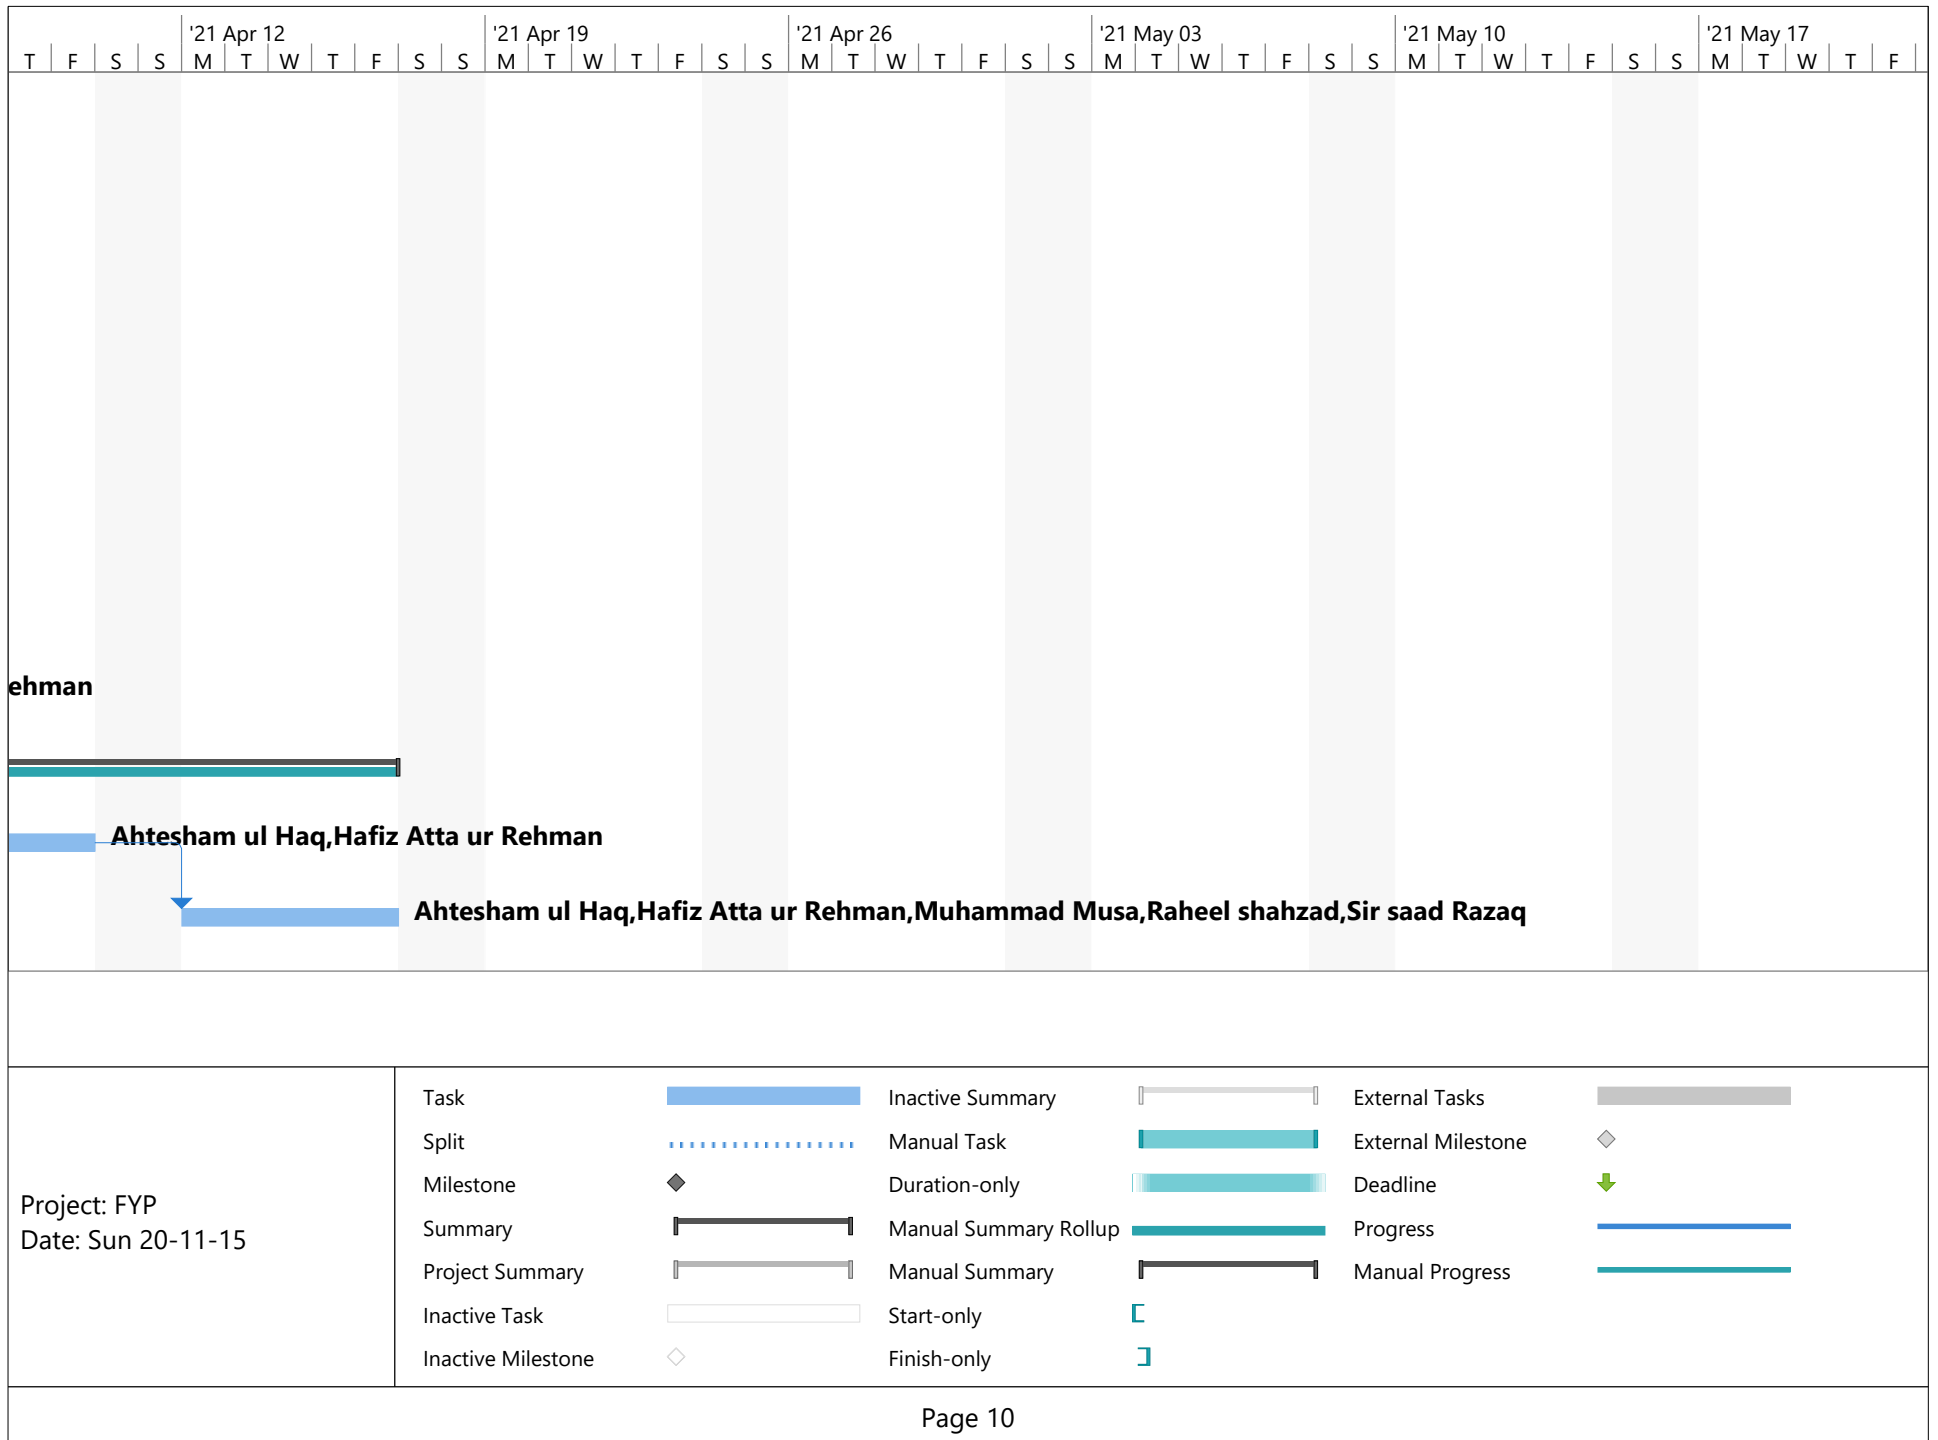 '21 Apr 12 '21 Apr 19 '21 Apr 26 '21 May 03 '21 May 10 '21 May 17
T F S S M T W T F S S M T W T F S S M T W T F S S M T W T F S S M T W T F S S M T W T F
ehman
Ahtesham ul Haq,Hafiz Atta ur Rehman
Ahtesham ul Haq,Hafiz Atta ur Rehman,Muhammad Musa,Raheel shahzad,Sir saad Razaq
Project: FYP
Date: Sun 20-11-15
Task
Split
Milestone
Summary
Project Summary
Inactive Task
Inactive Milestone
Inactive Summary
Manual Task
Duration-only
Manual Summary Rollup
Manual Summary
Start-only
Finish-only
External Tasks
External Milestone
Deadline
Progress
Manual Progress
Page 10